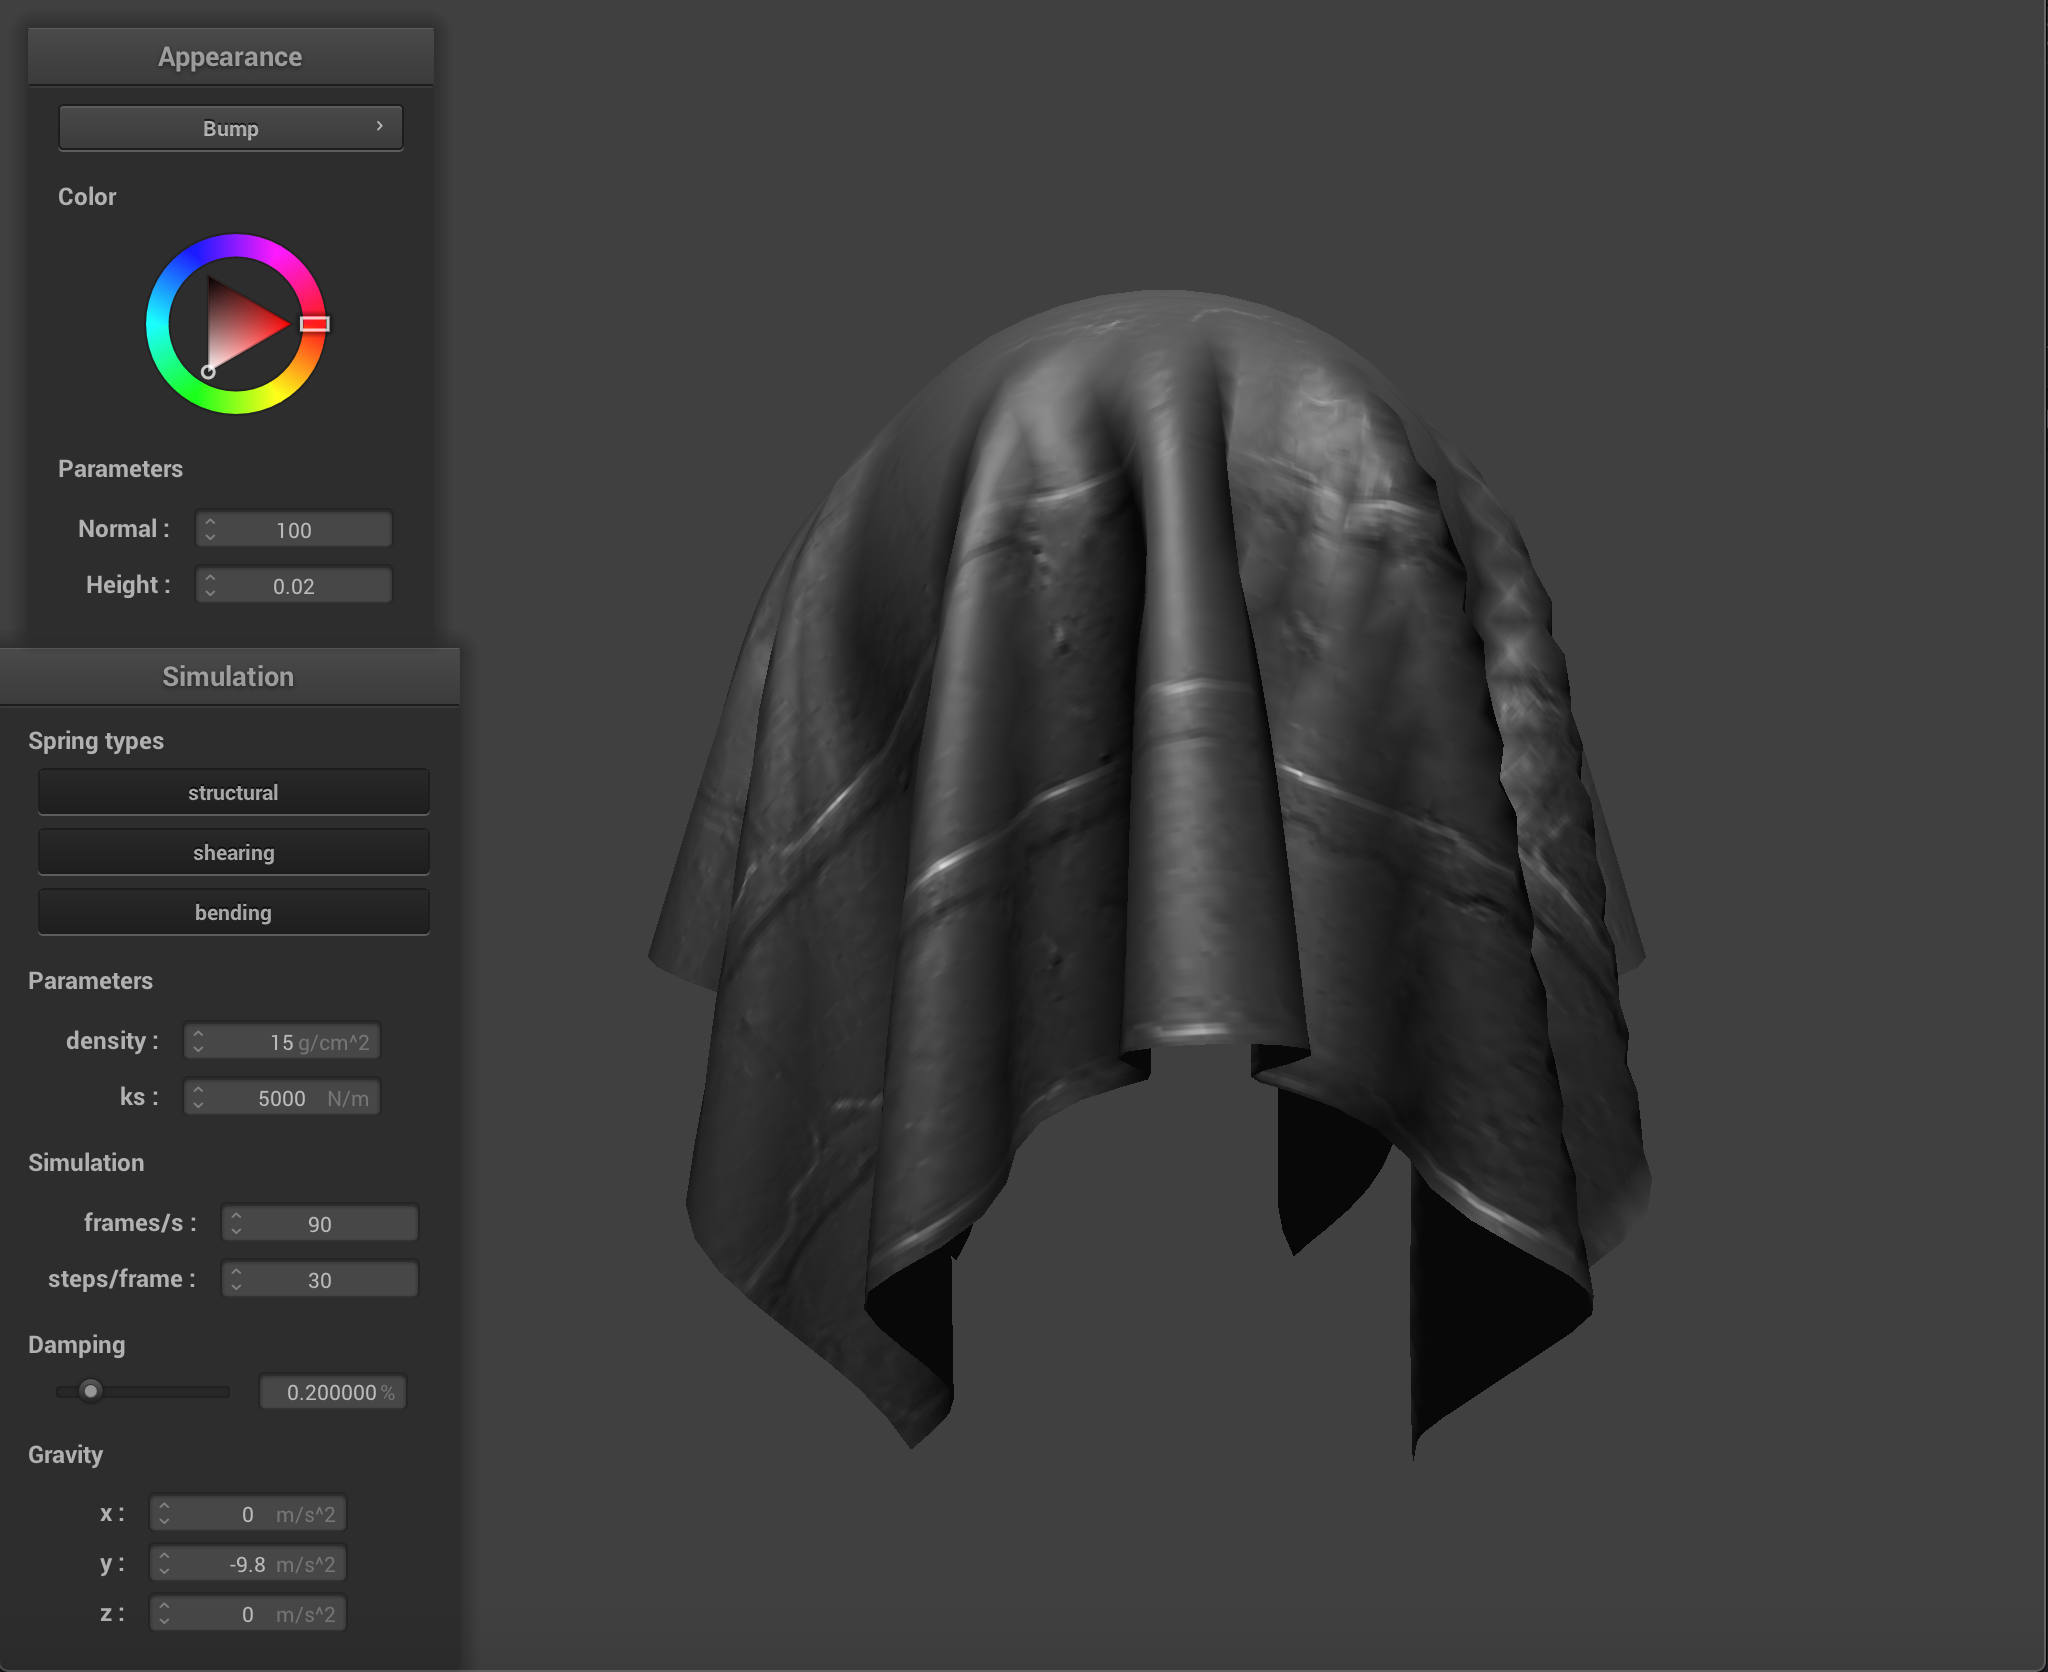 Appearance
Bump
Color
Parameters
Normal : 100
Height : 0.02
Simulation
Spring types
structural
shearing
bending
Parameters
density : 15 g/cm^2
ks : 5000 N/m
Simulation
frames/s : 90
steps/frame : 30
Damping
0.200000 %
Gravity
x : 0 m/s^2
y : -9.8 m/s^2
z : 0 m/s^2